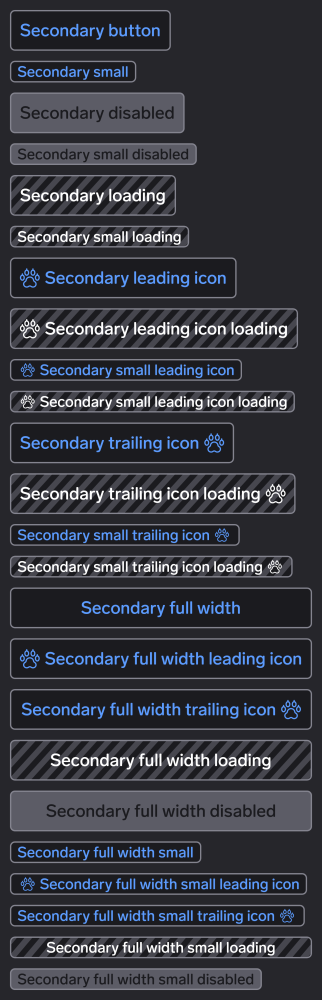 Secondary button
Secondary small
Secondary disabled
Secondary small disabled
Secondary loading
Secondary small loading
Secondary leading icon
Secondary leading icon loading
Secondary small leading icon
Secondary small leading icon loading
Secondary trailing icon
Secondary trailing icon loading
Secondary small trailing icon
Secondary small trailing icon loading
Secondary full width
Secondary full width leading icon
Secondary full width trailing icon
Secondary full width loading
Secondary full width disabled
Secondary full width small
Secondary full width small leading icon
Secondary full width small trailing icon
Secondary full width small loading
Secondary full width small disabled